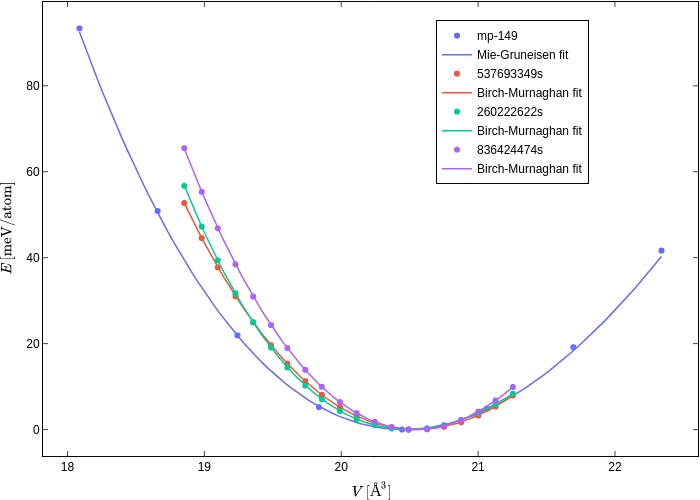 mp-149
Mie-Gruneisen fit
537693349s
Birch-Murnaghan fit
260222622s
Birch-Murnaghan fit
836424474s
Birch-Murnaghan fit
80
60
40
20
0
E [meV/atom]
18 19 20 21 22
V [Å³]